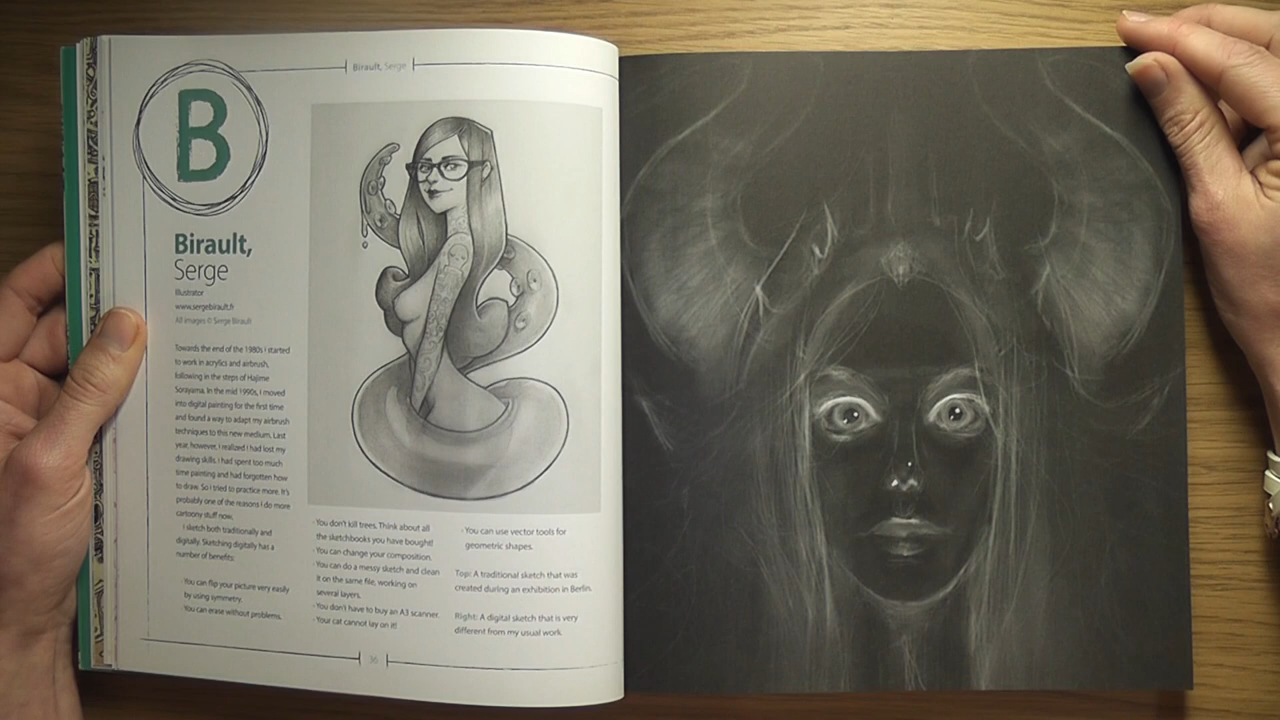 Birault, Serge
B
Birault,
Serge
Illustrator
www.sergebirault.fr
All images © Serge Birault
Towards the end of the 1980s I started
to work in acrylics and airbrush,
following in the steps of Hajime
Sorayama. In the mid 1990s, I moved
into digital painting for the first time
and found a way to adapt my airbrush
techniques to this new medium. Last
year, however, I realized I had lost my
drawing skills. I had spent too much
time painting and had forgotten how
to draw. So I tried to practice more. It's
probably one of the reasons I do more
cartoony stuff now.
I sketch both traditionally and
digitally. Sketching digitally has a
number of benefits:
· You can flip your picture very easily
by using symmetry.
· You can erase without problems.
· You don't kill trees. Think about all
the sketchbooks you have bought!
· You can change your composition.
· You can do a messy sketch and clean
it on the same file, working on
several layers.
· You don't have to buy an A3 scanner.
· Your cat cannot lay on it!
· You can use vector tools for
geometric shapes.
Top: A traditional sketch that was
created during an exhibition in Berlin.
Right: A digital sketch that is very
different from my usual work.
36